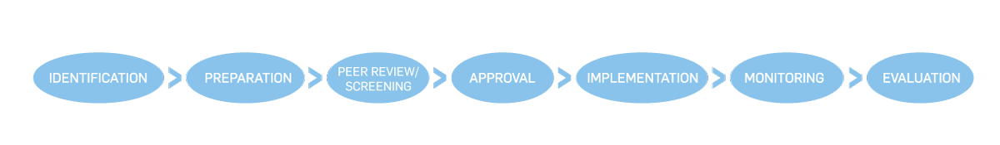 IDENTIFICATION
PREPARATION
PEER REVIEW/
SCREENING
APPROVAL
IMPLEMENTATION
MONITORING
EVALUATION